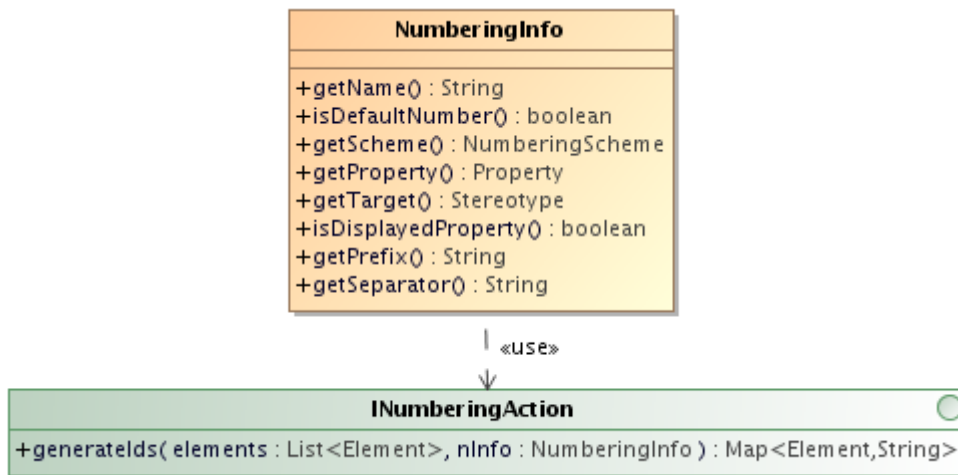 NumberingInfo
+getName() : String
+isDefaultNumber() : boolean
+getScheme() : NumberingScheme
+getProperty() : Property
+getTarget() : Stereotype
+isDisplayedProperty() : boolean
+getPrefix() : String
+getSeparator() : String
«use»
INumberingAction
+generateIds( elements : List<Element>, nInfo : NumberingInfo ) : Map<Element,String>